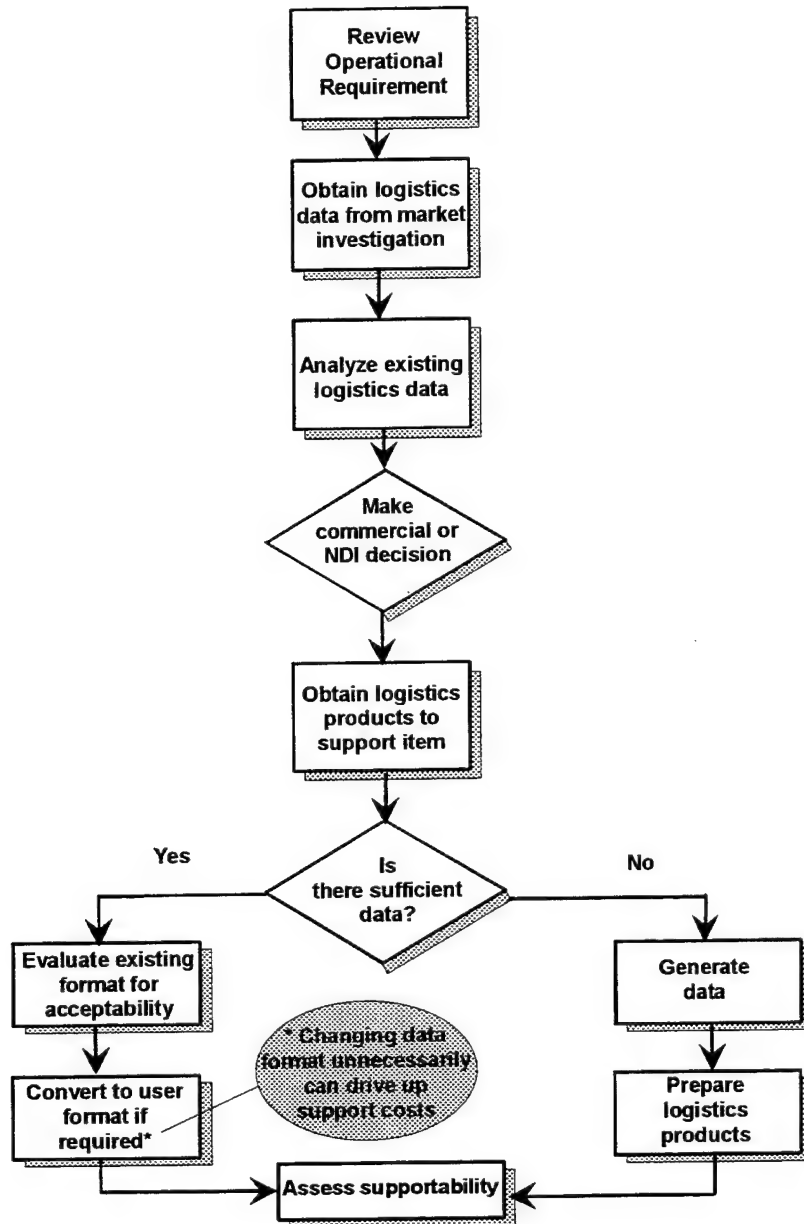 Review
Operational
Requirement
Obtain logistics
data from market
investigation
Analyze existing
logistics data
Make
commercial or
NDI decision
Obtain logistics
products to
support item
Is
there sufficient
data?
Yes
No
Evaluate existing
format for
acceptability
Generate
data
* Changing data
format unnecessarily
can drive up
support costs
Convert to user
format if
required*
Prepare
logistics
products
Assess supportability